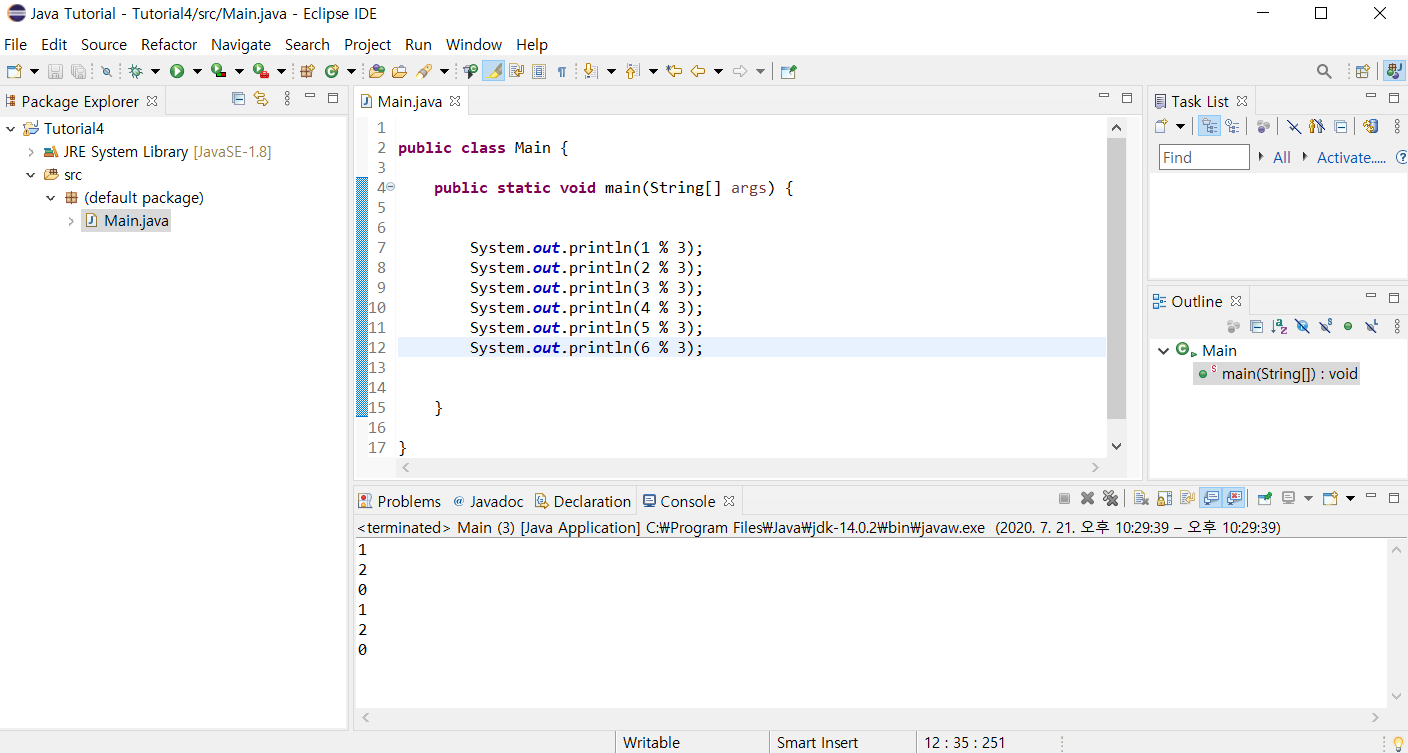 Java Tutorial - Tutorial4/src/Main.java - Eclipse IDE
File Edit Source Refactor Navigate Search Project Run Window Help
Package Explorer
Tutorial4
JRE System Library [JavaSE-1.8]
src
(default package)
Main.java
Main.java
1
2 public class Main {
3
4 public static void main(String[] args) {
5
6
7 System.out.println(1 % 3);
8 System.out.println(2 % 3);
9 System.out.println(3 % 3);
10 System.out.println(4 % 3);
11 System.out.println(5 % 3);
12 System.out.println(6 % 3);
13
14
15 }
16
17 }
Task List
Find All Activate.....
Outline
Main
main(String[]) : void
Problems Javadoc Declaration Console
<terminated> Main (3) [Java Application] C:₩Program Files₩Java₩jdk-14.0.2₩bin₩javaw.exe (2020. 7. 21. 오후 10:29:39 – 오후 10:29:39)
1
2
0
1
2
0
Writable Smart Insert 12 : 35 : 251